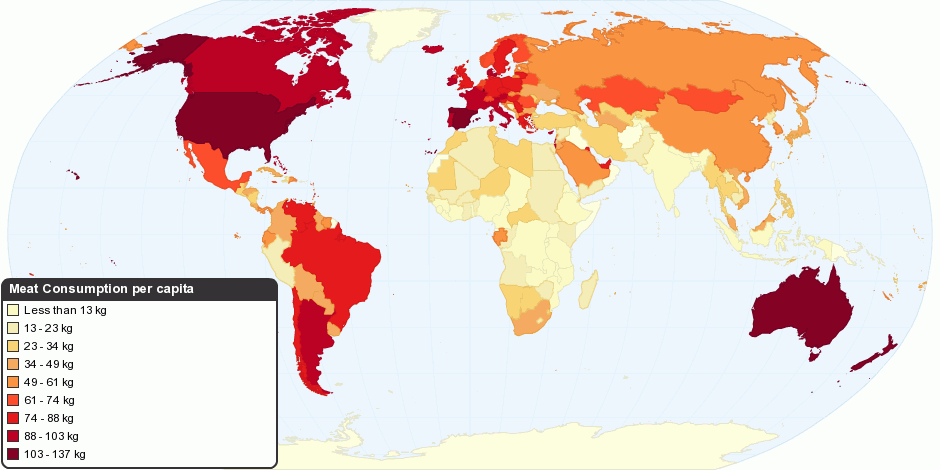 Meat Consumption per capita
Less than 13 kg
13 - 23 kg
23 - 34 kg
34 - 49 kg
49 - 61 kg
61 - 74 kg
74 - 88 kg
88 - 103 kg
103 - 137 kg